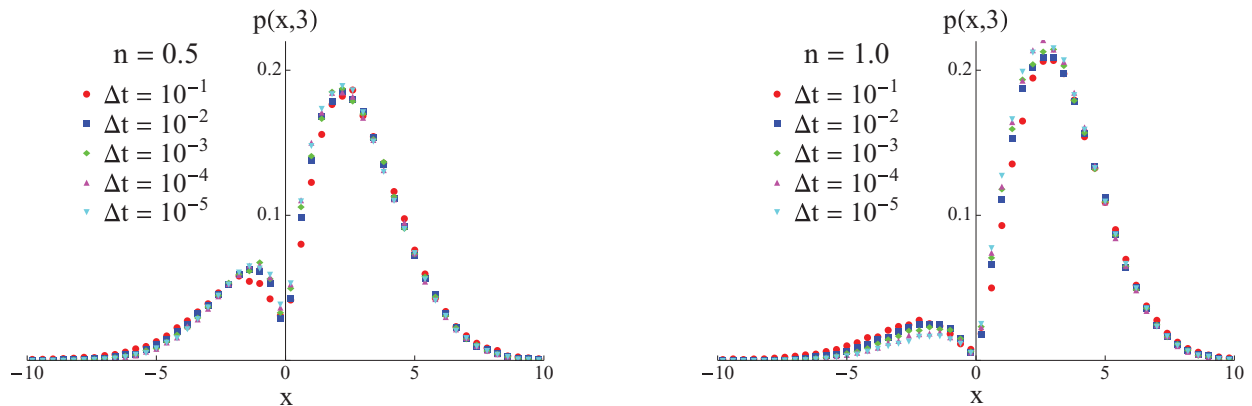 p(x,3)
n = 0.5
Δt = 10⁻¹
Δt = 10⁻²
Δt = 10⁻³
Δt = 10⁻⁴
Δt = 10⁻⁵
0.2
0.1
−10 −5 0 5 10
x
p(x,3)
n = 1.0
Δt = 10⁻¹
Δt = 10⁻²
Δt = 10⁻³
Δt = 10⁻⁴
Δt = 10⁻⁵
0.2
0.1
−10 −5 0 5 10
x